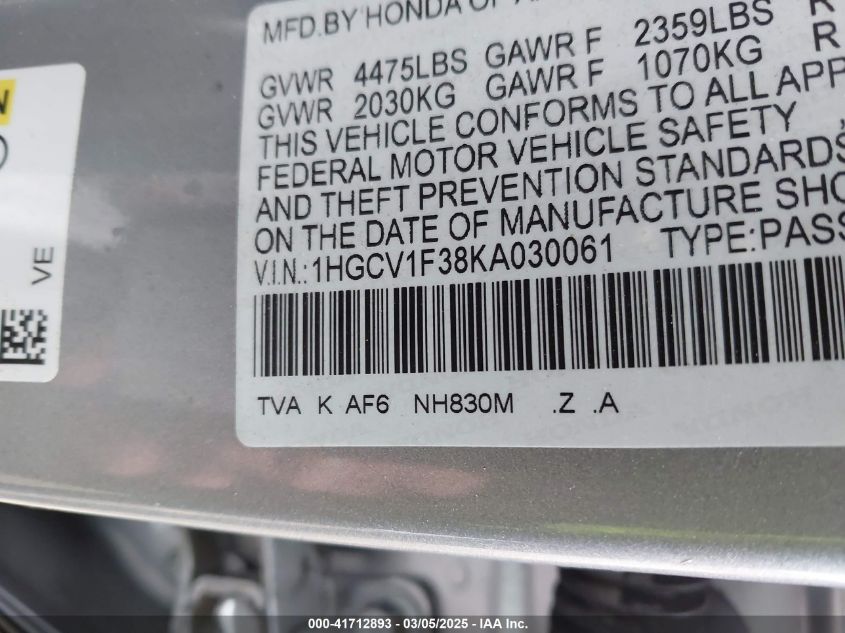 MFD.BY HONDA OF
GVWR 4475LBS GAWR F 2359LBS R
GVWR 2030KG GAWR F 1070KG R
THIS VEHICLE CONFORMS TO ALL APP
FEDERAL MOTOR VEHICLE SAFETY
AND THEFT PREVENTION STANDARDS
ON THE DATE OF MANUFACTURE SHO
V.I.N.:1HGCV1F38KA030061 TYPE:PASS
TVA K AF6 NH830M .Z .A
N
VE
000-41712893 — 03/05/2025 — IAA Inc.